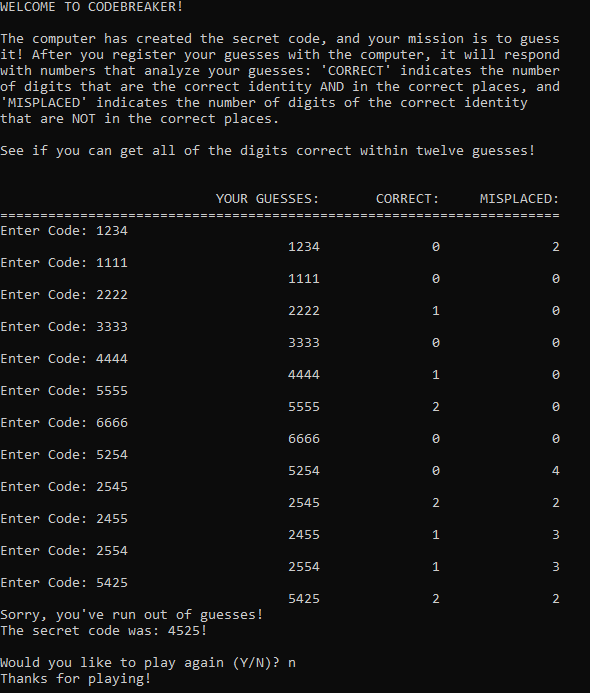 WELCOME TO CODEBREAKER!
The computer has created the secret code, and your mission is to guess
it! After you register your guesses with the computer, it will respond
with numbers that analyze your guesses: 'CORRECT' indicates the number
of digits that are the correct identity AND in the correct places, and
'MISPLACED' indicates the number of digits of the correct identity
that are NOT in the correct places.
See if you can get all of the digits correct within twelve guesses!
YOUR GUESSES: CORRECT: MISPLACED:
======================================================================
Enter Code: 1234
1234 0 2
Enter Code: 1111
1111 0 0
Enter Code: 2222
2222 1 0
Enter Code: 3333
3333 0 0
Enter Code: 4444
4444 1 0
Enter Code: 5555
5555 2 0
Enter Code: 6666
6666 0 0
Enter Code: 5254
5254 0 4
Enter Code: 2545
2545 2 2
Enter Code: 2455
2455 1 3
Enter Code: 2554
2554 1 3
Enter Code: 5425
5425 2 2
Sorry, you've run out of guesses!
The secret code was: 4525!
Would you like to play again (Y/N)? n
Thanks for playing!